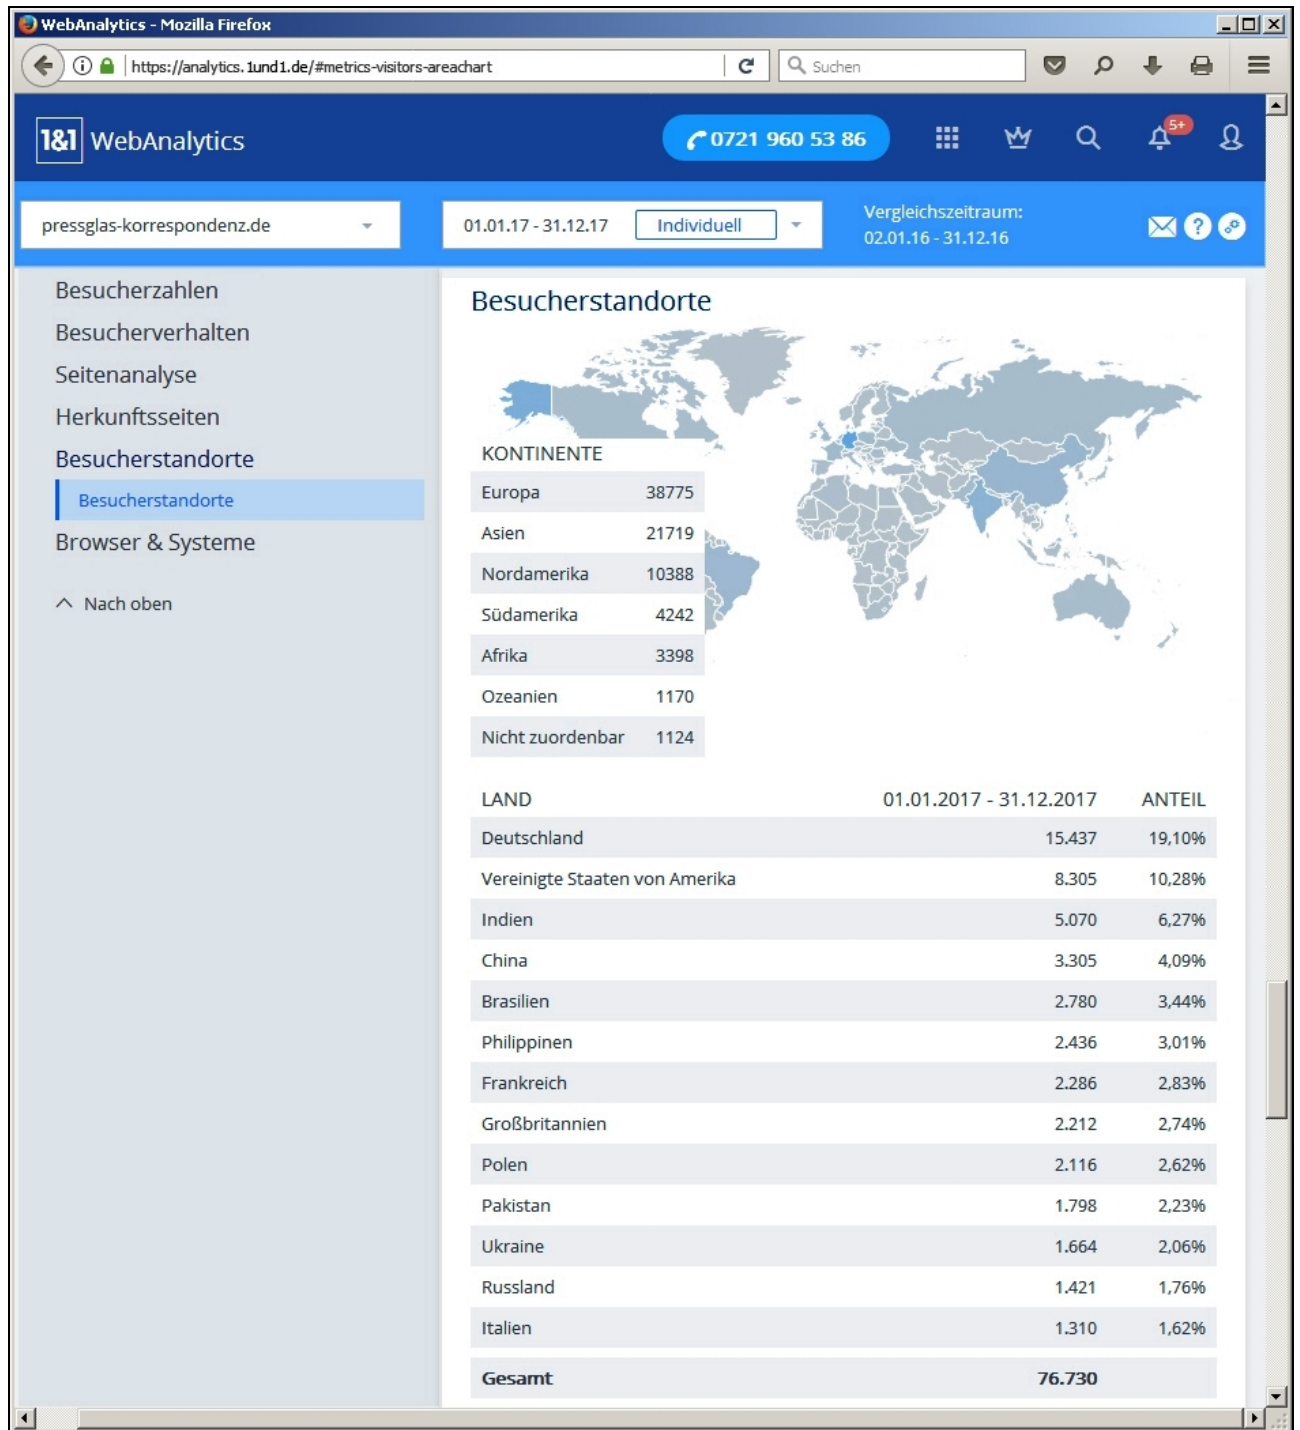 WebAnalytics - Mozilla Firefox
https://analytics.1und1.de/#metrics-visitors-areachart
Suchen
1&1 WebAnalytics
0721 960 53 86
5+
pressglas-korrespondenz.de
01.01.17 - 31.12.17 Individuell
Vergleichszeitraum:
02.01.16 - 31.12.16
?
Besucherzahlen
Besucherverhalten
Seitenanalyse
Herkunftsseiten
Besucherstandorte
Besucherstandorte
Browser & Systeme
Nach oben
Besucherstandorte
KONTINENTE
Europa 38775
Asien 21719
Nordamerika 10388
Südamerika 4242
Afrika 3398
Ozeanien 1170
Nicht zuordenbar 1124
LAND 01.01.2017 - 31.12.2017 ANTEIL
Deutschland 15.437 19,10%
Vereinigte Staaten von Amerika 8.305 10,28%
Indien 5.070 6,27%
China 3.305 4,09%
Brasilien 2.780 3,44%
Philippinen 2.436 3,01%
Frankreich 2.286 2,83%
Großbritannien 2.212 2,74%
Polen 2.116 2,62%
Pakistan 1.798 2,23%
Ukraine 1.664 2,06%
Russland 1.421 1,76%
Italien 1.310 1,62%
Gesamt 76.730